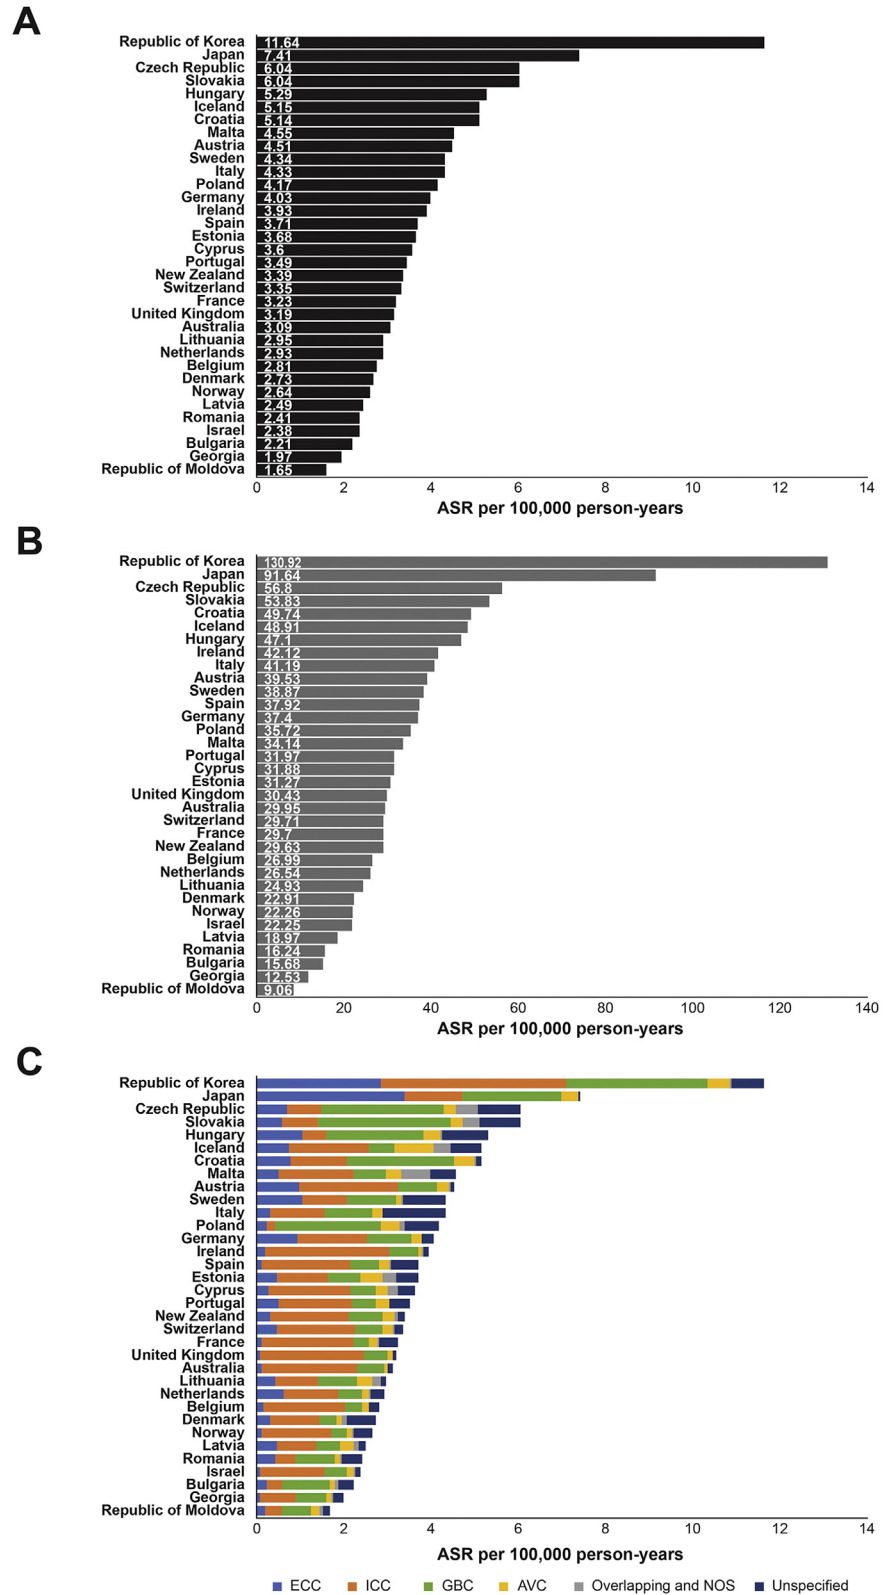 A
Republic of Korea 11.64
Japan 7.41
Czech Republic 6.04
Slovakia 6.04
Hungary 5.29
Iceland 5.15
Croatia 5.14
Malta 4.55
Austria 4.51
Sweden 4.34
Italy 4.33
Poland 4.17
Germany 4.03
Ireland 3.93
Spain 3.71
Estonia 3.68
Cyprus 3.6
Portugal 3.49
New Zealand 3.39
Switzerland 3.35
France 3.23
United Kingdom 3.19
Australia 3.09
Lithuania 2.95
Netherlands 2.93
Belgium 2.81
Denmark 2.73
Norway 2.64
Latvia 2.49
Romania 2.41
Israel 2.38
Bulgaria 2.21
Georgia 1.97
Republic of Moldova 1.65
0 2 4 6 8 10 12 14
ASR per 100,000 person-years
B
Republic of Korea 130.92
Japan 91.64
Czech Republic 56.8
Slovakia 53.83
Croatia 49.74
Iceland 48.91
Hungary 47.1
Ireland 42.12
Italy 41.19
Austria 39.53
Sweden 38.87
Spain 37.92
Germany 37.4
Poland 35.72
Malta 34.14
Portugal 31.97
Cyprus 31.88
Estonia 31.27
United Kingdom 30.43
Australia 29.95
Switzerland 29.71
France 29.7
New Zealand 29.63
Belgium 26.99
Netherlands 26.54
Lithuania 24.93
Denmark 22.91
Norway 22.26
Israel 22.25
Latvia 18.97
Romania 16.24
Bulgaria 15.68
Georgia 12.53
Republic of Moldova 9.06
0 20 40 60 80 100 120 140
ASR per 100,000 person-years
C
Republic of Korea
Japan
Czech Republic
Slovakia
Hungary
Iceland
Croatia
Malta
Austria
Sweden
Italy
Poland
Germany
Ireland
Spain
Estonia
Cyprus
Portugal
New Zealand
Switzerland
France
United Kingdom
Australia
Lithuania
Netherlands
Belgium
Denmark
Norway
Latvia
Romania
Israel
Bulgaria
Georgia
Republic of Moldova
0 2 4 6 8 10 12 14
ASR per 100,000 person-years
ECC ICC GBC AVC Overlapping and NOS Unspecified